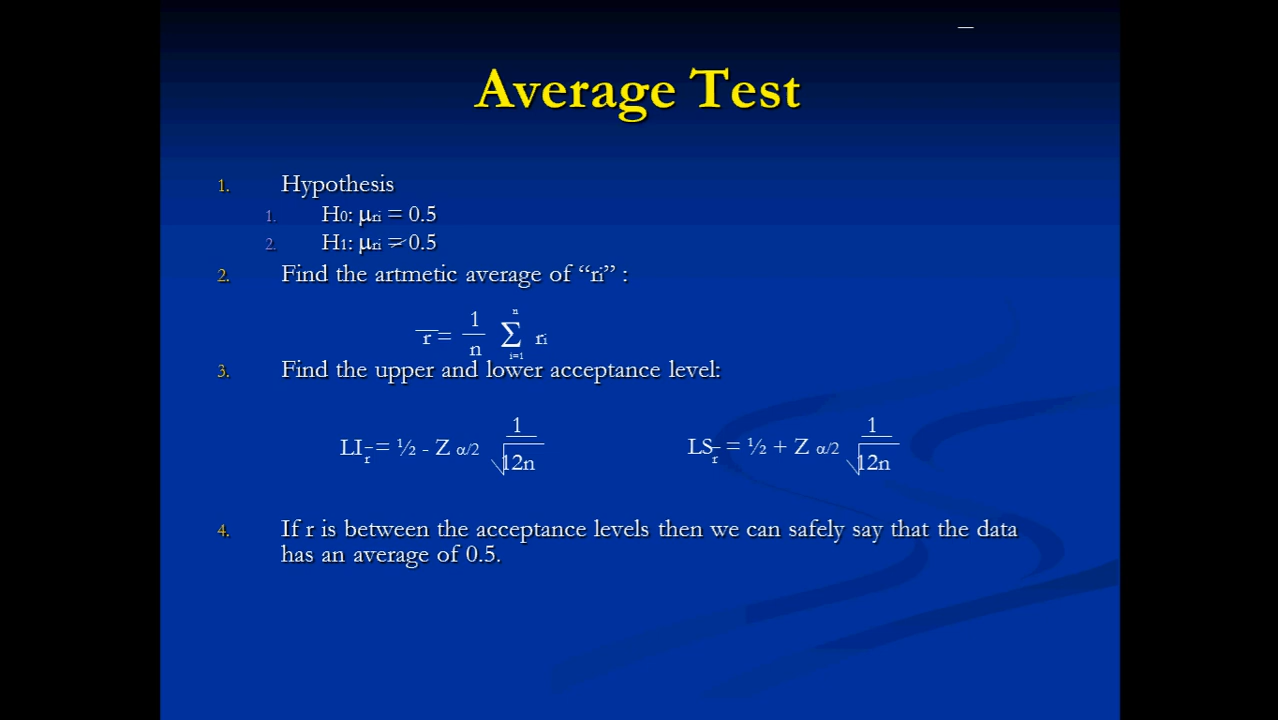 Average Test
1. Hypothesis
1. H0: μri = 0.5
2. H1: μri ≠ 0.5
2. Find the artmetic average of “ri” :
r̅ = 1/n n Σ i=1 ri
3. Find the upper and lower acceptance level:
LI r̅ = ½ - Z α/2 1/√12n LS r̅ = ½ + Z α/2 1/√12n
4. If r is between the acceptance levels then we can safely say that the data
has an average of 0.5.